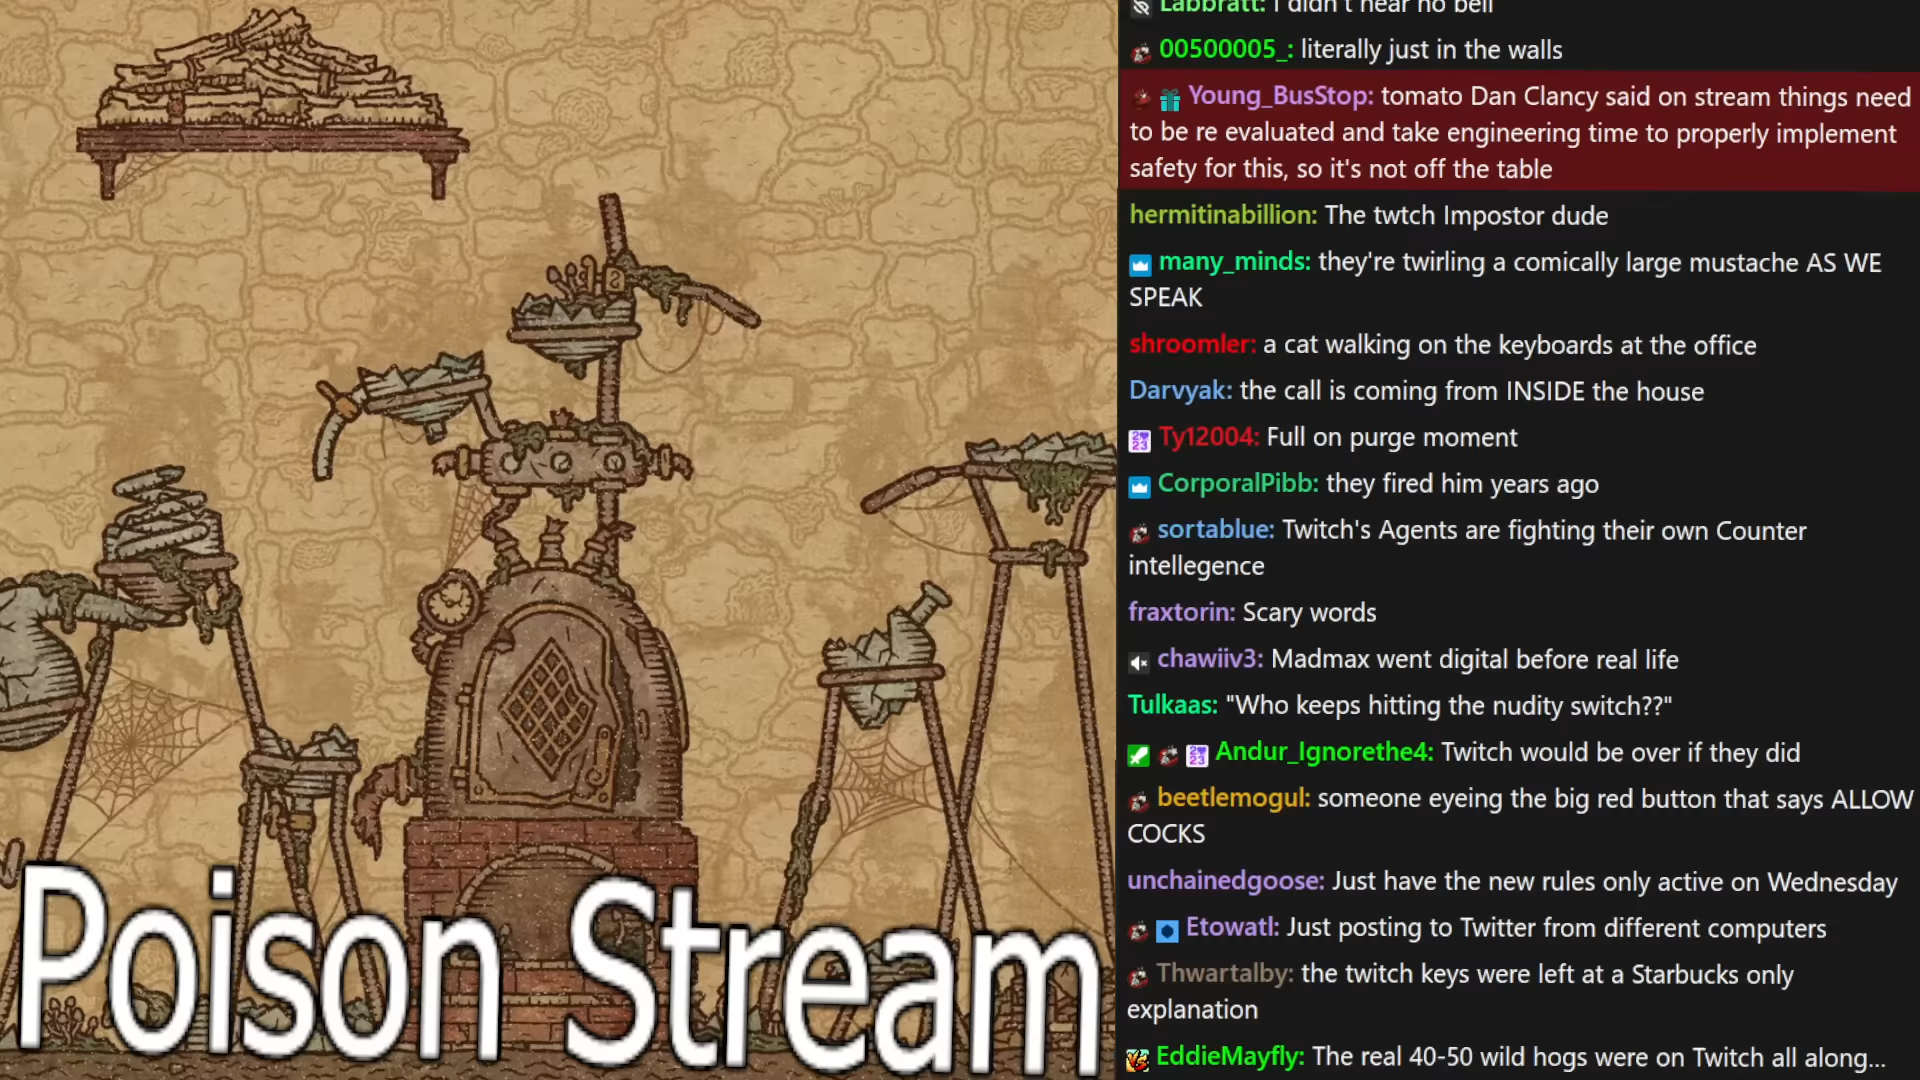 Labbratt: I didn't hear no bell
00500005_: literally just in the walls
Young_BusStop: tomato Dan Clancy said on stream things need
to be re evaluated and take engineering time to properly implement
safety for this, so it's not off the table
hermitinabillion: The twtch Impostor dude
many_minds: they're twirling a comically large mustache AS WE
SPEAK
shroomler: a cat walking on the keyboards at the office
Darvyak: the call is coming from INSIDE the house
Ty12004: Full on purge moment
CorporalPibb: they fired him years ago
sortablue: Twitch's Agents are fighting their own Counter
intellegence
fraxtorin: Scary words
chawiiv3: Madmax went digital before real life
Tulkaas: "Who keeps hitting the nudity switch??"
Andur_Ignorethe4: Twitch would be over if they did
beetlemogul: someone eyeing the big red button that says ALLOW
COCKS
unchainedgoose: Just have the new rules only active on Wednesday
Etowatl: Just posting to Twitter from different computers
Thwartalby: the twitch keys were left at a Starbucks only
explanation
EddieMayfly: The real 40-50 wild hogs were on Twitch all along...
Poison Stream